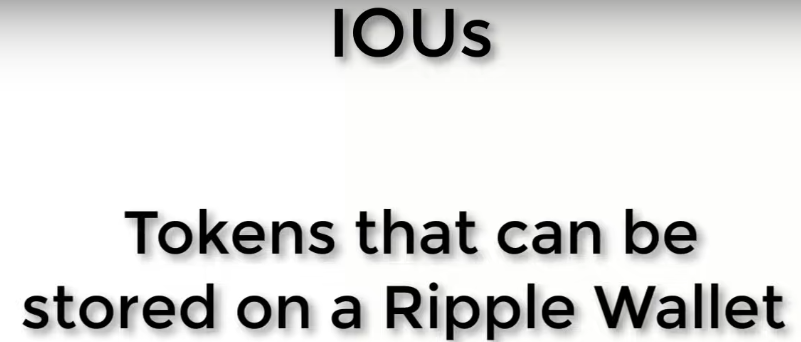 IOUs
Tokens that can be
stored on a Ripple Wallet